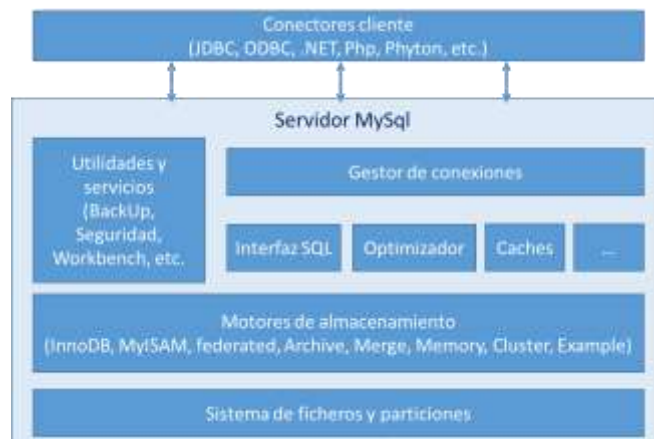 Conectores cliente
(JDBC, ODBC, .NET, Php, Phyton, etc.)
Servidor MySql
Utilidades y
servicios
(BackUp,
Seguridad,
Workbench, etc.
Gestor de conexiones
Interfaz SQL
Optimizador
Caches
...
Motores de almacenamiento
(InnoDB, MyISAM, federated, Archive, Merge, Memory, Cluster, Example)
Sistema de ficheros y particiones